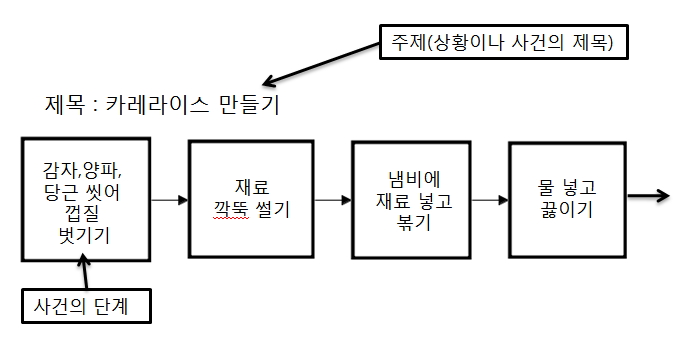 주제(상황이나 사건의 제목)
제목 : 카레라이스 만들기
감자,양파,
당근 씻어
껍질
벗기기
재료
깍뚝 썰기
냄비에
재료 넣고
볶기
물 넣고
끓이기
사건의 단계